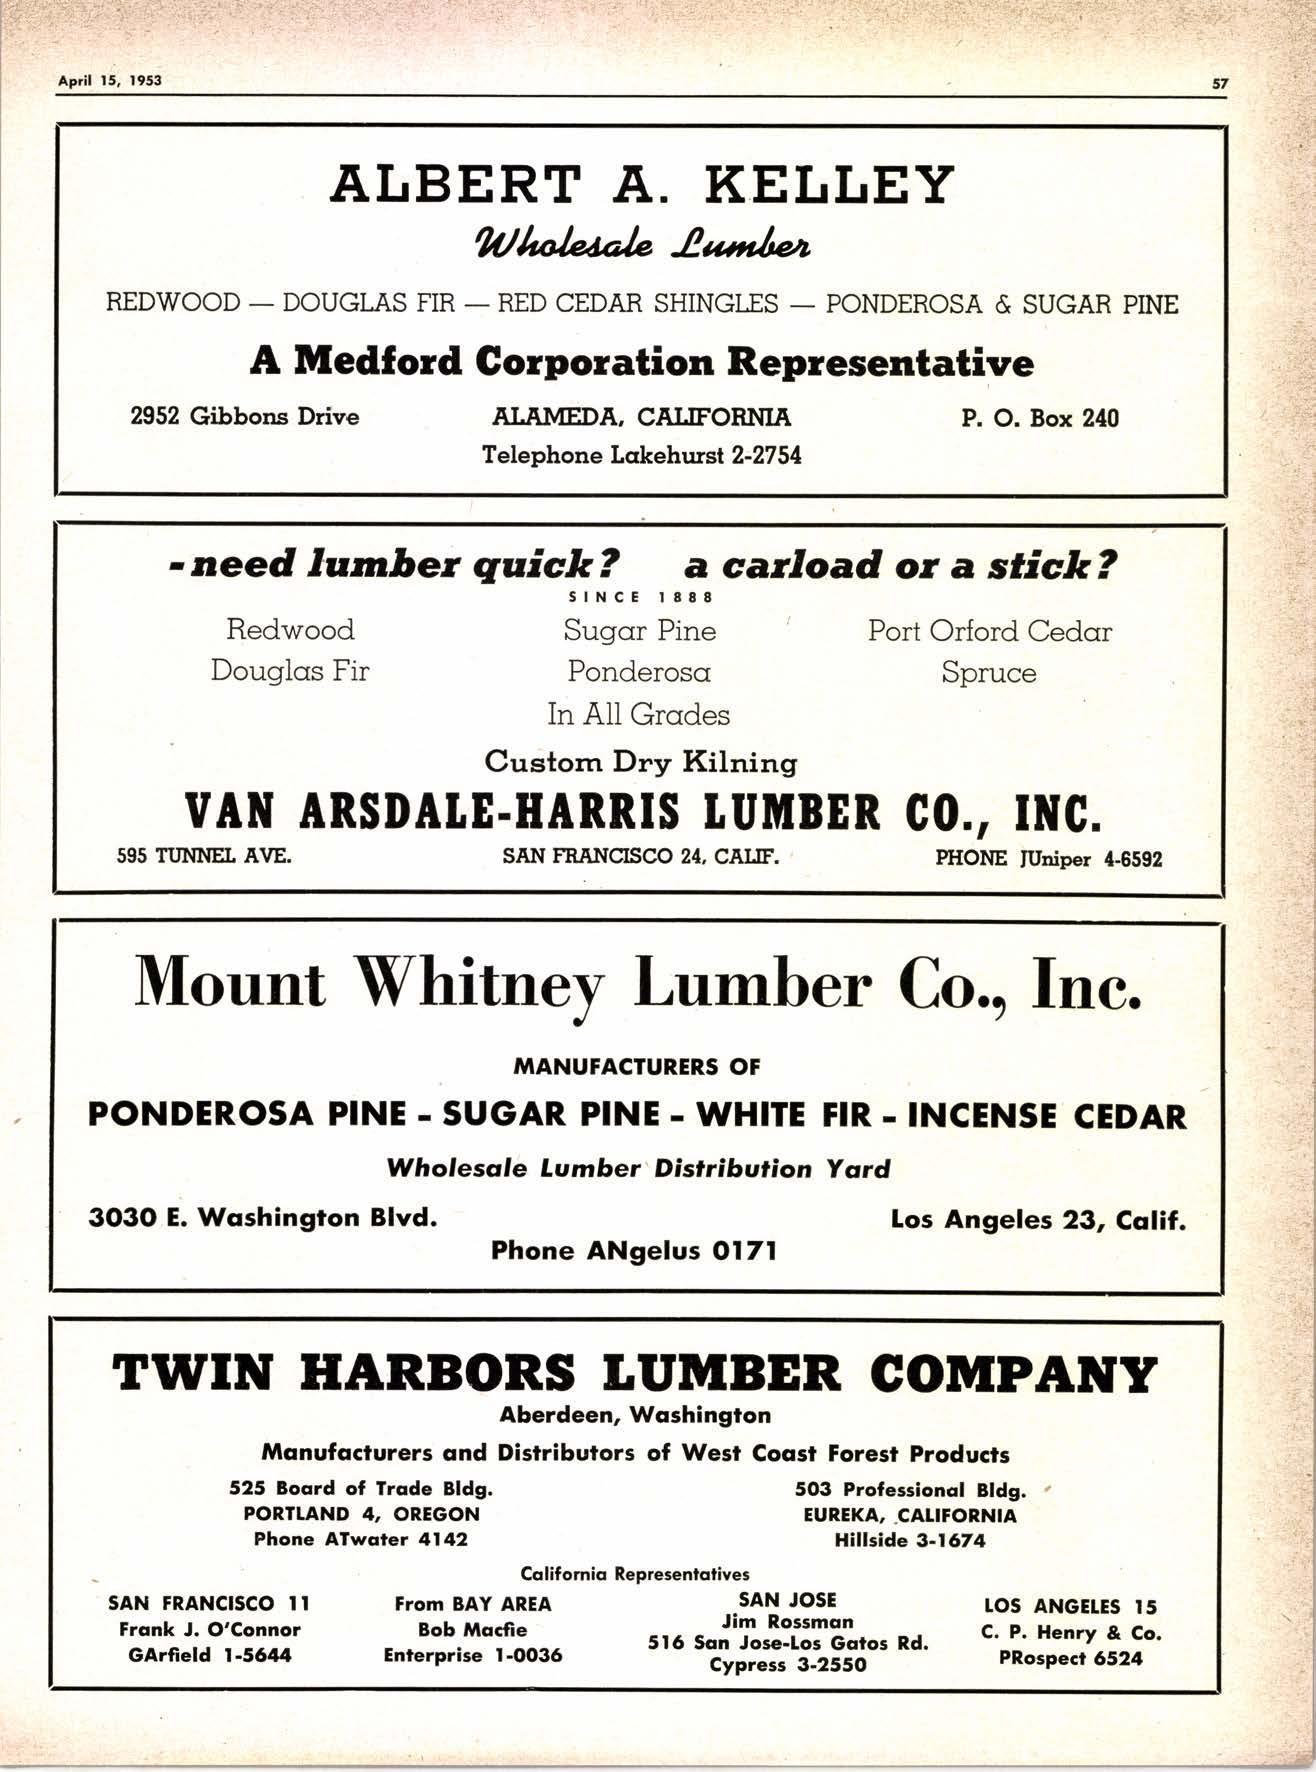 April 15, 1953 57
ALBERT A. KELLEY
Wholesale Lumber
REDWOOD — DOUGLAS FIR — RED CEDAR SHINGLES — PONDEROSA & SUGAR PINE
A Medford Corporation Representative
2952 Gibbons Drive ALAMEDA, CALIFORNIA P. O. Box 240
Telephone Lakehurst 2-2754
-need lumber quick? a carload or a stick?
SINCE 1888
Redwood Sugar Pine Port Orford Cedar
Douglas Fir Ponderosa Spruce
In All Grades
Custom Dry Kilning
VAN ARSDALE-HARRIS LUMBER CO., INC.
595 TUNNEL AVE. SAN FRANCISCO 24, CALIF. PHONE JUniper 4-6592
Mount Whitney Lumber Co., Inc.
MANUFACTURERS OF
PONDEROSA PINE - SUGAR PINE - WHITE FIR - INCENSE CEDAR
Wholesale Lumber Distribution Yard
3030 E. Washington Blvd. Los Angeles 23, Calif.
Phone ANgelus 0171
TWIN HARBORS LUMBER COMPANY
Aberdeen, Washington
Manufacturers and Distributors of West Coast Forest Products
525 Board of Trade Bldg.
PORTLAND 4, OREGON
Phone ATwater 4142
503 Professional Bldg.
EUREKA, CALIFORNIA
Hillside 3-1674
California Representatives
SAN FRANCISCO 11
Frank J. O'Connor
GArfield 1-5644
From BAY AREA
Bob Macfie
Enterprise 1-0036
SAN JOSE
Jim Rossman
516 San Jose-Los Gatos Rd.
Cypress 3-2550
LOS ANGELES 15
C. P. Henry & Co.
PRospect 6524